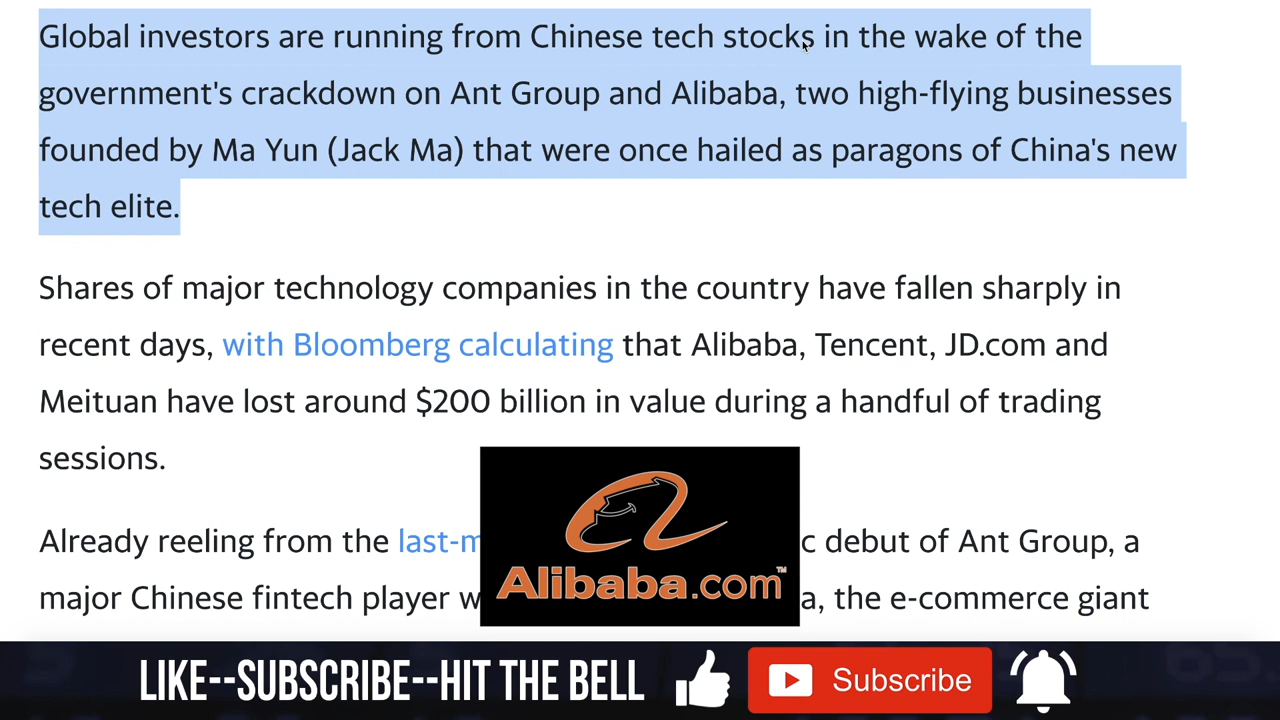 Global investors are running from Chinese tech stocks in the wake of the
government's crackdown on Ant Group and Alibaba, two high-flying businesses
founded by Ma Yun (Jack Ma) that were once hailed as paragons of China's new
tech elite.
Shares of major technology companies in the country have fallen sharply in
recent days, with Bloomberg calculating that Alibaba, Tencent, JD.com and
Meituan have lost around $200 billion in value during a handful of trading
sessions.
Already reeling from the debut of Ant Group, a
major Chinese fintech player the e-commerce giant
Alibaba.com™
LIKE--SUBSCRIBE--HIT THE BELL
Subscribe